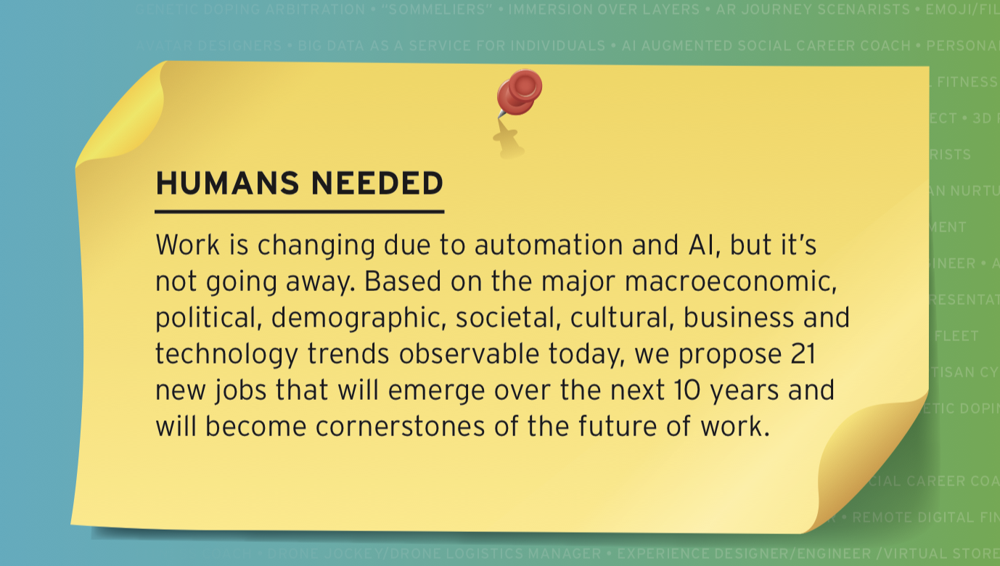 GENETIC DOPING ARBITRATION • "SOMMELIERS" • IMMERSION OVER LAYERS • AR JOURNEY SCENARISTS • EMOJI/FIL
AVATAR DESIGNERS • BIG DATA AS A SERVICE FOR INDIVIDUALS • AI AUGMENTED SOCIAL CAREER COACH • PERSONA
FITNESS
ECT • 3D
RISTS
HUMANS NEEDED
AN NURTU
MENT
Work is changing due to automation and AI, but it's
INEER • A
not going away. Based on the major macroeconomic,
RESENTAT
political, demographic, societal, cultural, business and
FLEET
technology trends observable today, we propose 21
TISAN CY
new jobs that will emerge over the next 10 years and
ETIC DOPIN
will become cornerstones of the future of work.
CIAL CAREER COA
• REMOTE DIGITAL FIN
• DRONE JOCKEY/DRONE LOGISTICS MANAGER • EXPERIENCE DESIGNER/ENGINEER /VIRTUAL STORE